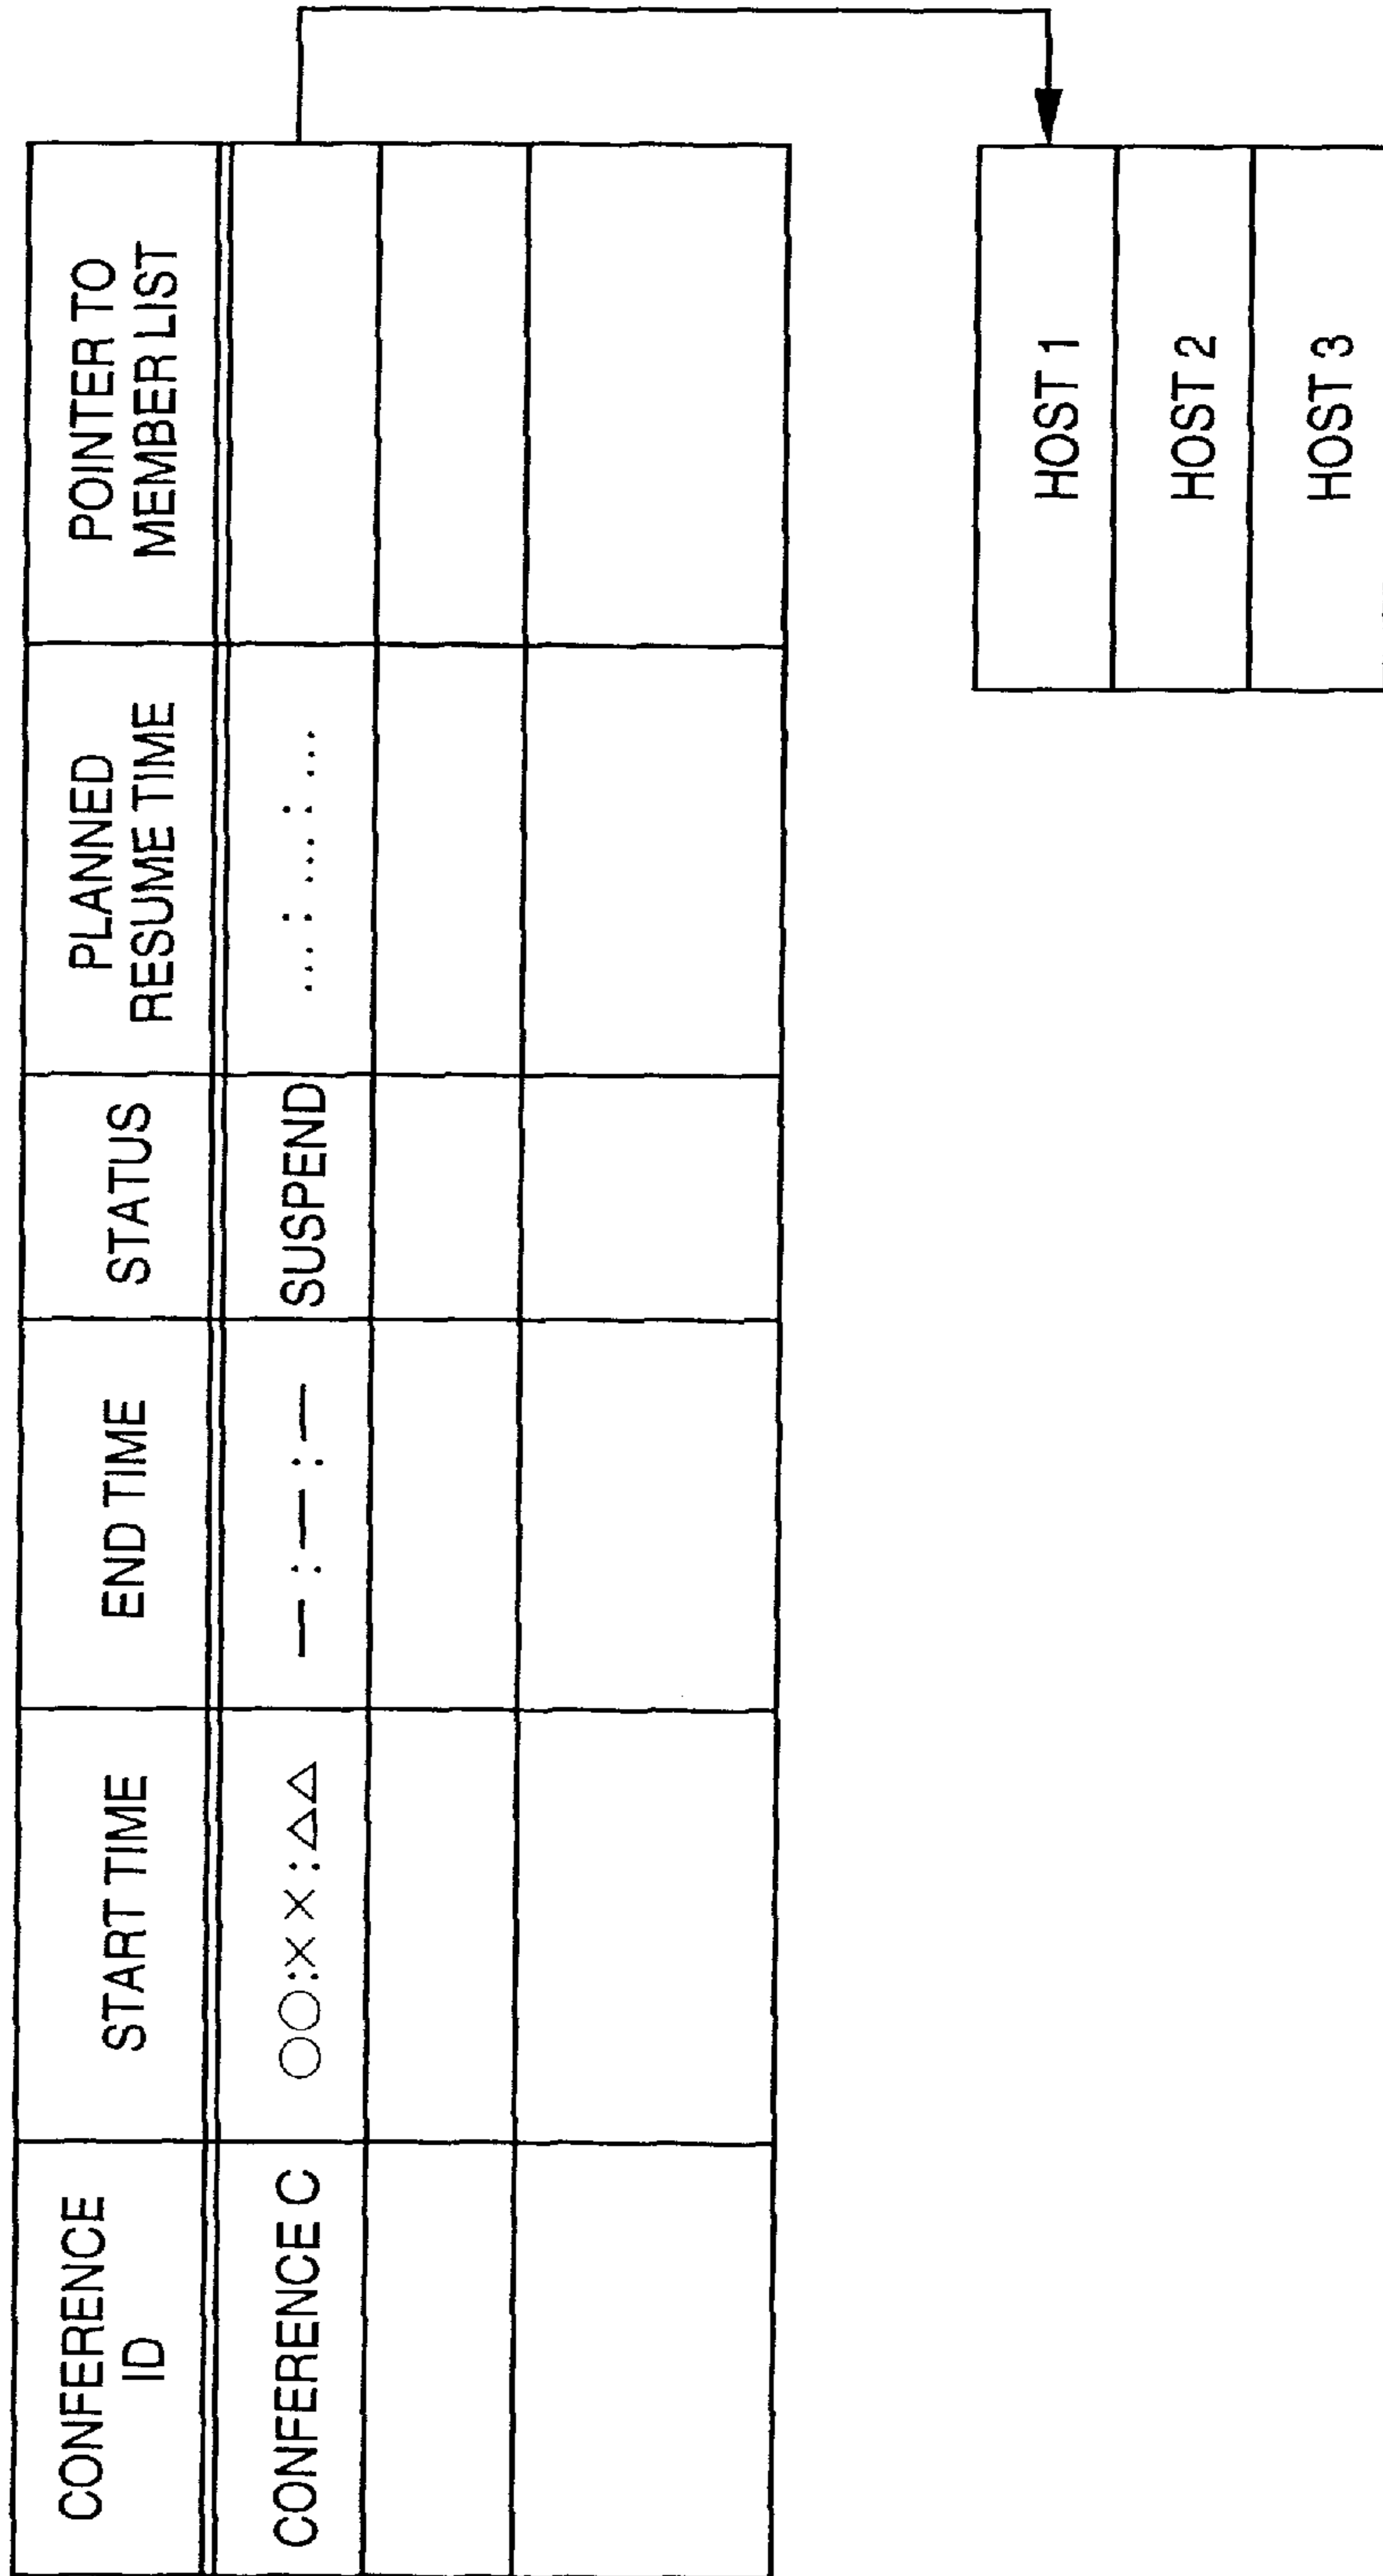 CONFERENCE
ID
START TIME
END TIME
STATUS
PLANNED
RESUME TIME
POINTER TO
MEMBER LIST
CONFERENCE C
○○:××:△△
—:—:—
SUSPEND
...:...:...
HOST 1
HOST 2
HOST 3